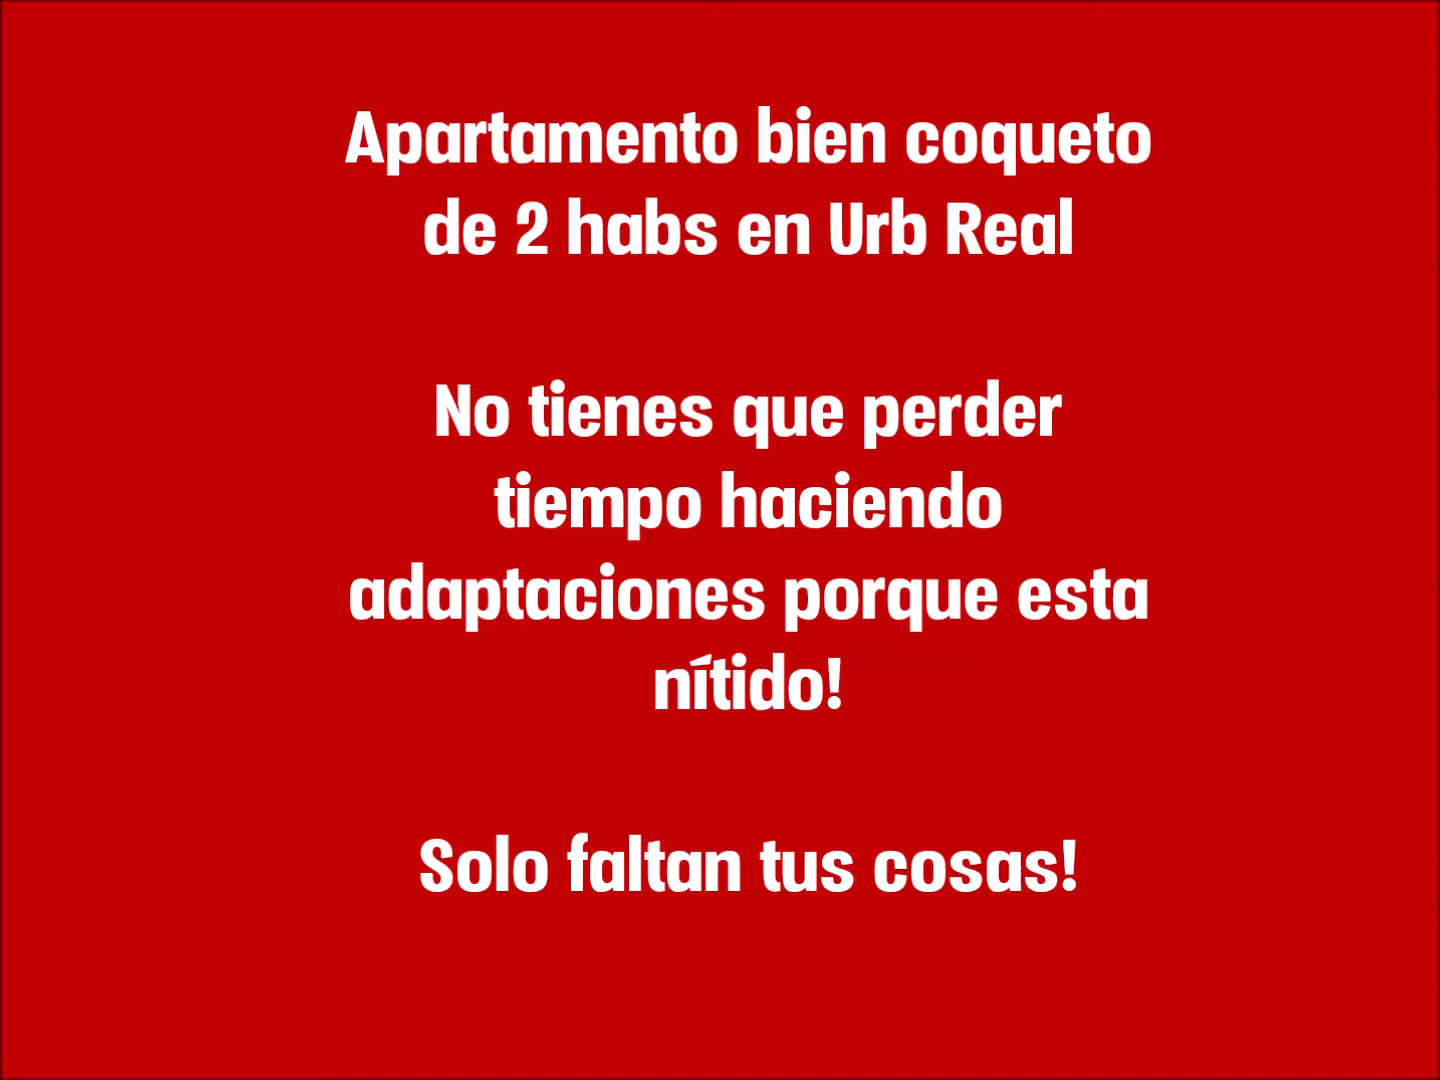 Apartamento bien coqueto
de 2 habs en Urb Real
No tienes que perder
tiempo haciendo
adaptaciones porque esta
nítido!
Solo faltan tus cosas!